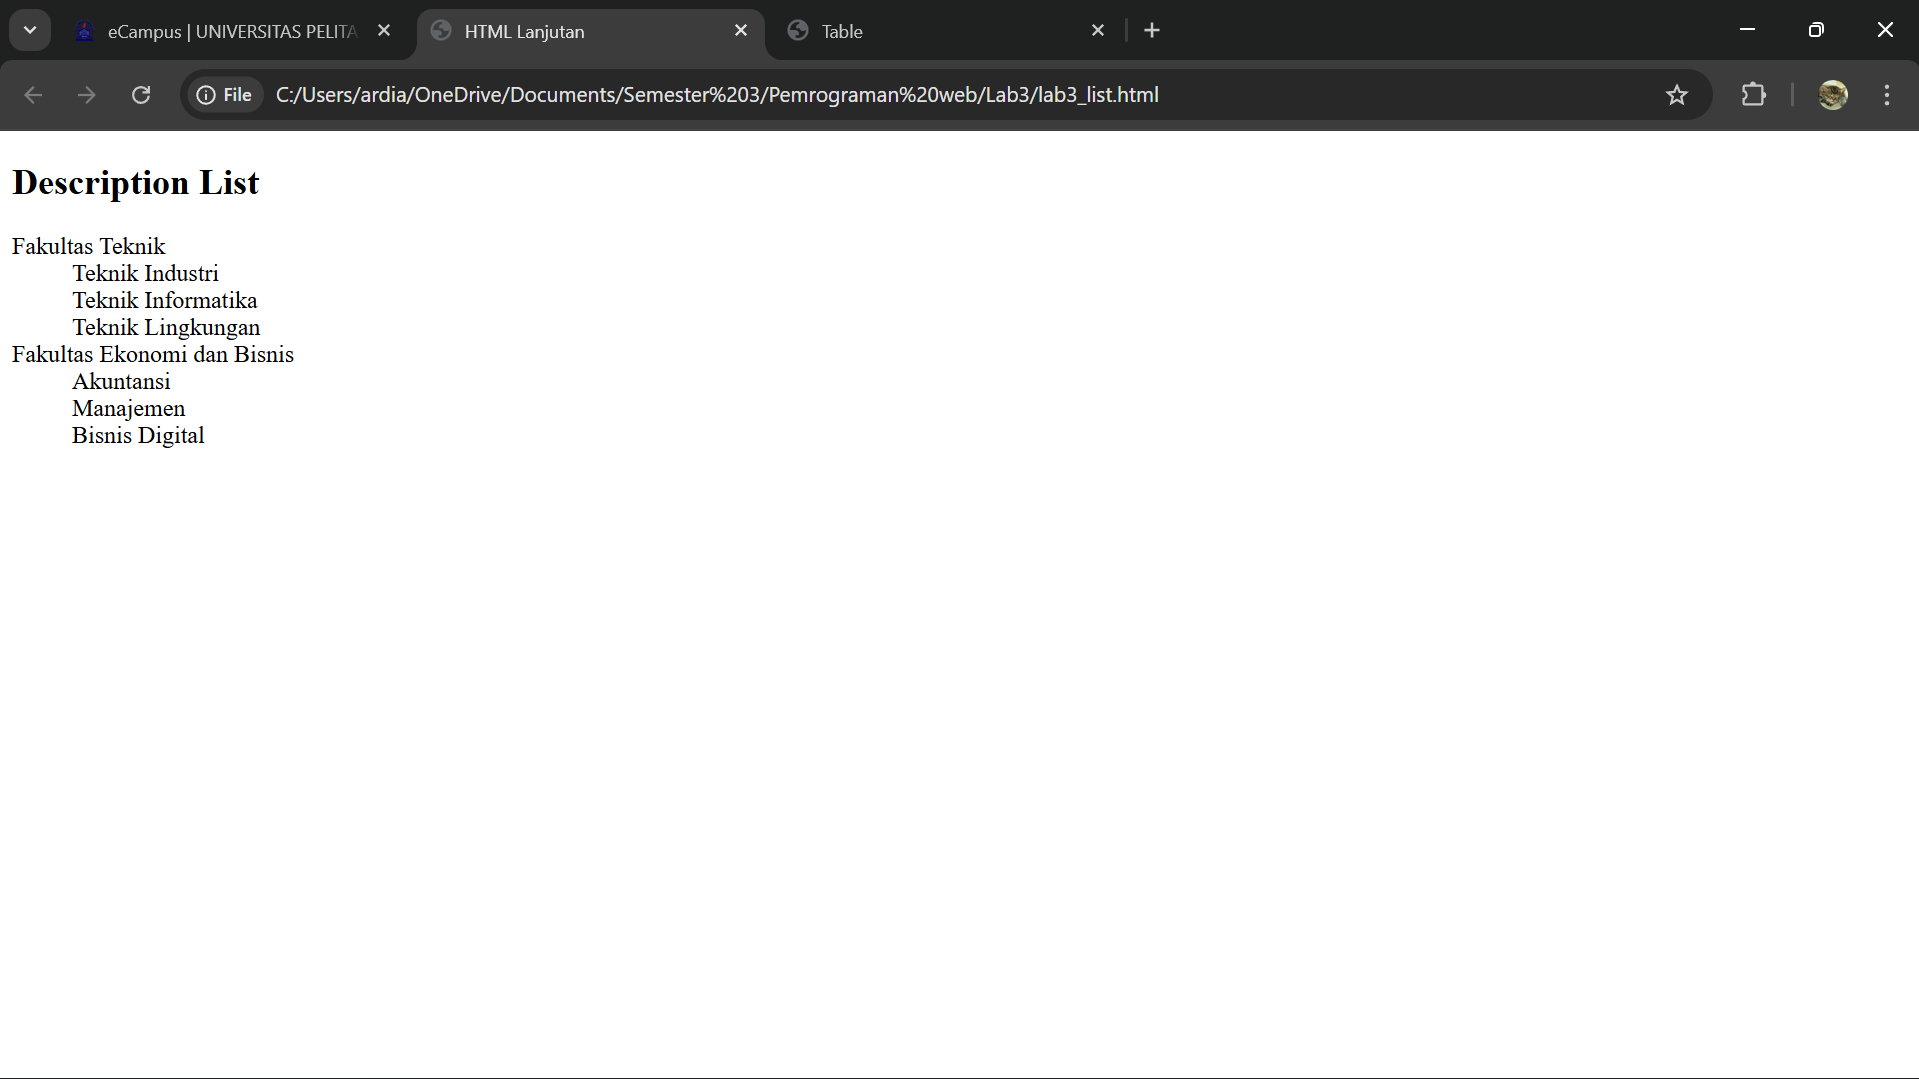 eCampus | UNIVERSITAS PELITA
HTML Lanjutan
Table
File
C:/Users/ardia/OneDrive/Documents/Semester%203/Pemrograman%20web/Lab3/lab3_list.html
Description List
Fakultas Teknik
Teknik Industri
Teknik Informatika
Teknik Lingkungan
Fakultas Ekonomi dan Bisnis
Akuntansi
Manajemen
Bisnis Digital